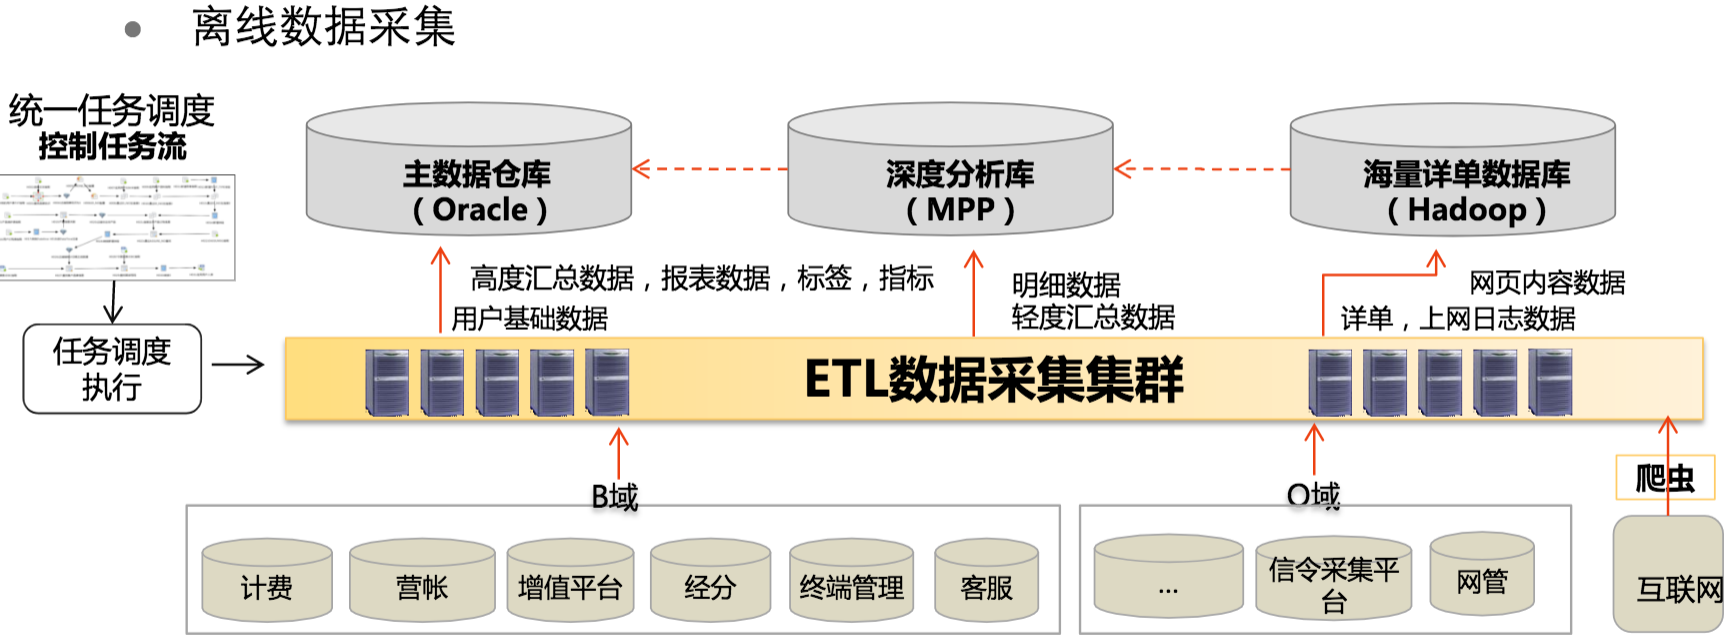 离线数据采集
统一任务调度
控制任务流
主数据仓库
（Oracle）
深度分析库
（MPP）
海量详单数据库
（Hadoop）
高度汇总数据，报表数据，标签，指标
用户基础数据
明细数据
轻度汇总数据
网页内容数据
详单，上网日志数据
任务调度
执行
ETL数据采集集群
B域
O域
爬虫
计费
营帐
增值平台
经分
终端管理
客服
...
信令采集平
台
网管
互联网